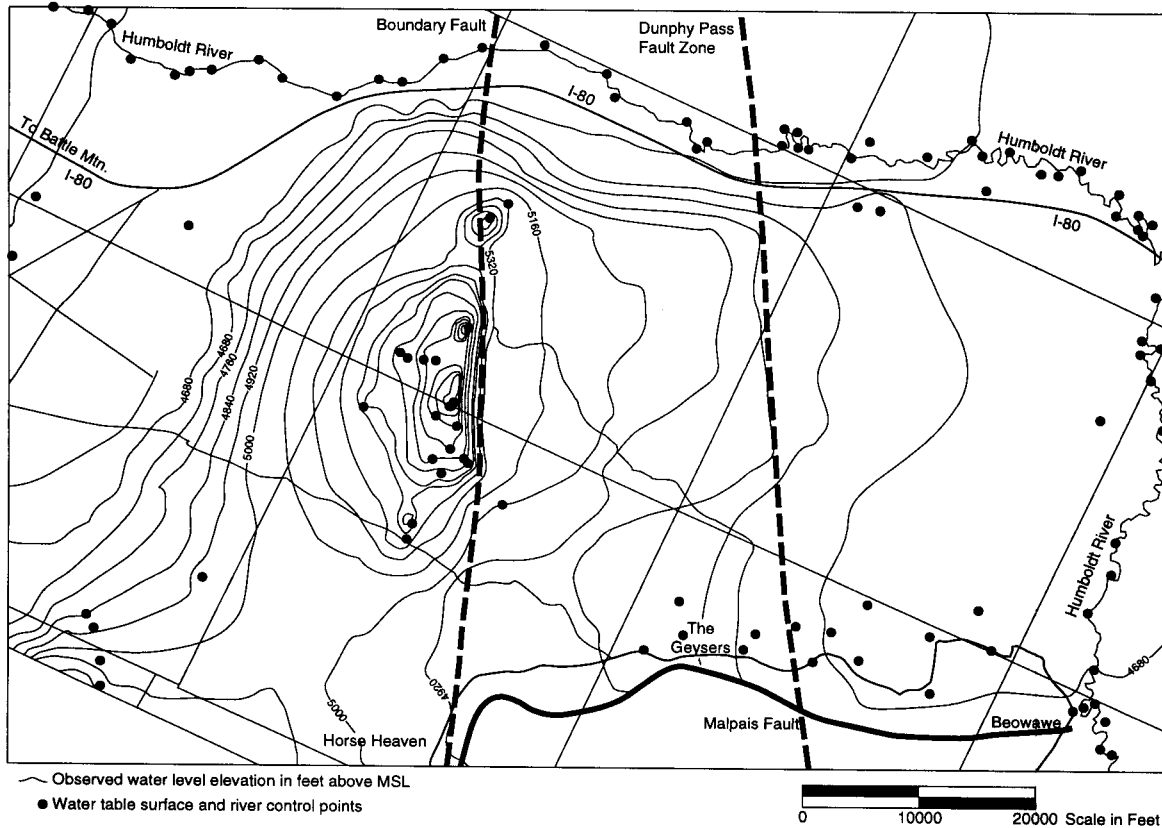 Boundary Fault
Dunphy Pass
Fault Zone
Humboldt River
I-80
I-80
Humboldt River
To Battle Mtn.
I-80
I-80
5160
5320
4680
4680
4760
4920
4840
5000
Humboldt River
The
Geysers
4920
5000
4680
Horse Heaven
Malpais Fault
Beowawe
Observed water level elevation in feet above MSL
Water table surface and river control points
0 10000 20000 Scale in Feet